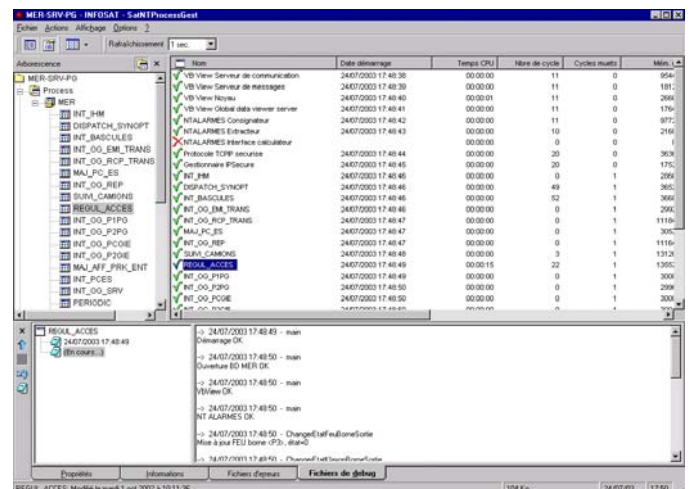 MER-SRV-PG - INFOSAT - SatNTProcessGest
Fichier Actions Affichage Options ?
Rafraîchissement 1 sec.
Arborescence
MER-SRV-PG
Process
MER
INT_IHM
DISPATCH_SYNOPT
INT_BASCULES
INT_OG_EMI_TRANS
INT_OG_RCP_TRANS
MAJ_PC_ES
INT_OG_REP
SUIVI_CAMIONS
REGUL_ACCES
INT_OG_P1PG
INT_OG_P2PG
INT_OG_PCGIE
INT_OG_P2GIE
MAJ_AFF_PRK_ENT
INT_PCES
INT_OG_SRV
PERIODIC
Nom Date démarrage Temps CPU Nbre de cycle Cycles muets Mém.
VB View Serveur de communication 24/07/2003 17:48:38 00:00:00 11 0
VB View Serveur de messages 24/07/2003 17:48:39 00:00:00 11 0
VB View Noyau 24/07/2003 17:48:40 00:00:01 11 0
VB View Global data viewer server 24/07/2003 17:48:41 00:00:00 11 0
NTALARMES Consignateur 24/07/2003 17:48:42 00:00:00 11 0
NTALARMES Extracteur 24/07/2003 17:48:43 00:00:00 10 0
NTALARMES Interface calculateur 00:00:00 0 0
Protocole TCPIP securise 24/07/2003 17:48:44 00:00:00 20 0
Gestionnaire IPSecure 24/07/2003 17:48:45 00:00:00 20 0
INT_IHM 24/07/2003 17:48:46 00:00:00 0 1
DISPATCH_SYNOPT 24/07/2003 17:48:46 00:00:00 49 1
INT_BASCULES 24/07/2003 17:48:46 00:00:00 52 1
INT_OG_EMI_TRANS 24/07/2003 17:48:46 00:00:00 0 1
INT_OG_RCP_TRANS 24/07/2003 17:48:47 00:00:00 0 1
MAJ_PC_ES 24/07/2003 17:48:47 00:00:00 0 1
INT_OG_REP 24/07/2003 17:48:47 00:00:00 0 1
SUIVI_CAMIONS 24/07/2003 17:48:48 00:00:00 3 1
REGUL_ACCES 24/07/2003 17:48:49 00:00:15 22 1
INT_OG_P1PG 24/07/2003 17:48:49 00:00:00 0 1
INT_OG_P2PG 24/07/2003 17:48:50 00:00:00 0 1
INT_OG_PCGIE 24/07/2003 17:48:50 00:00:00 0 1
REGUL_ACCES
24/07/2003 17:48:49
(En cours...)
-> 24/07/2003 17:48:49 - main
Démarrage OK
-> 24/07/2003 17:48:50 - main
Ouverture BD MER OK
-> 24/07/2003 17:48:50 - main
VbView OK
-> 24/07/2003 17:48:50 - main
NT ALARMES OK
-> 24/07/2003 17:48:50 - ChangerEtatFeuBorneSortie
Mise à jour FEU borne <P3>, état=0
Propriétés Informations Fichiers d'erreurs Fichiers de debug